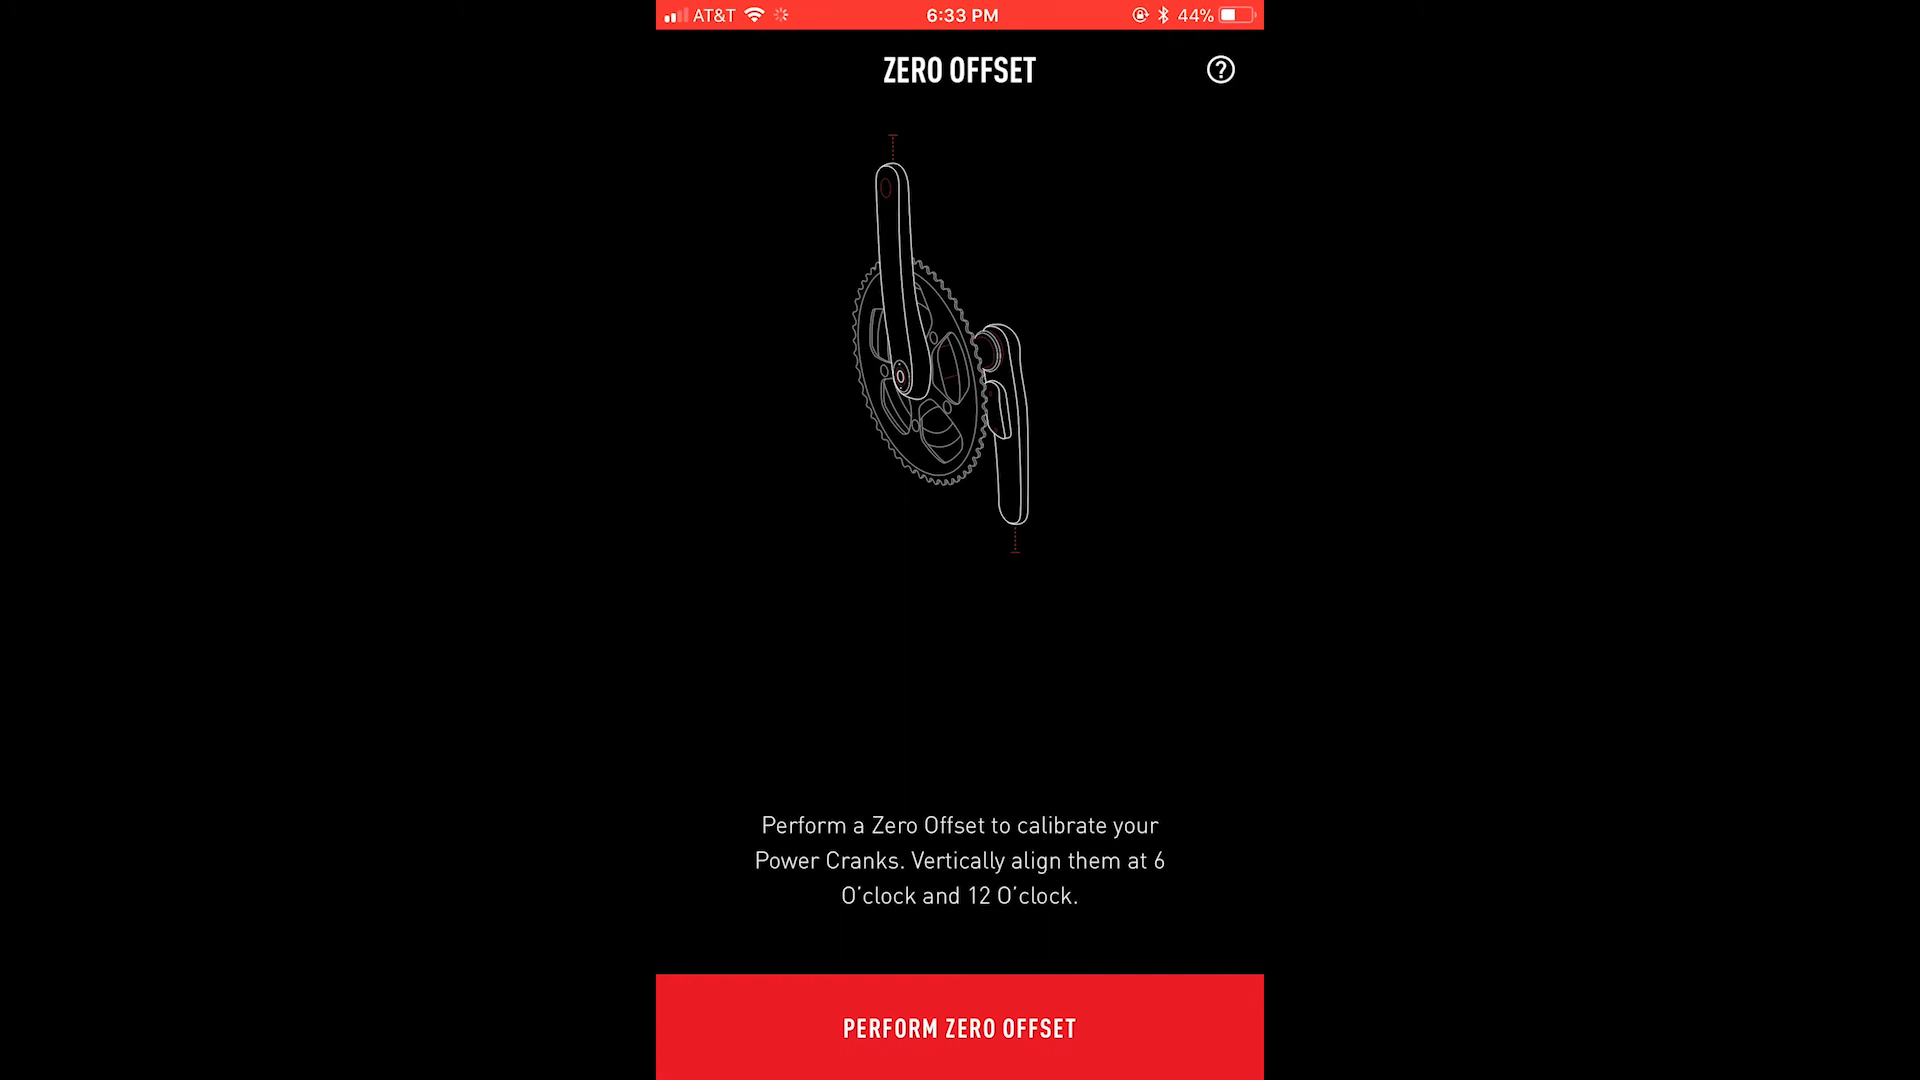 AT&T 6:33 PM 44%
ZERO OFFSET
Perform a Zero Offset to calibrate your
Power Cranks. Vertically align them at 6
O'clock and 12 O'clock.
PERFORM ZERO OFFSET